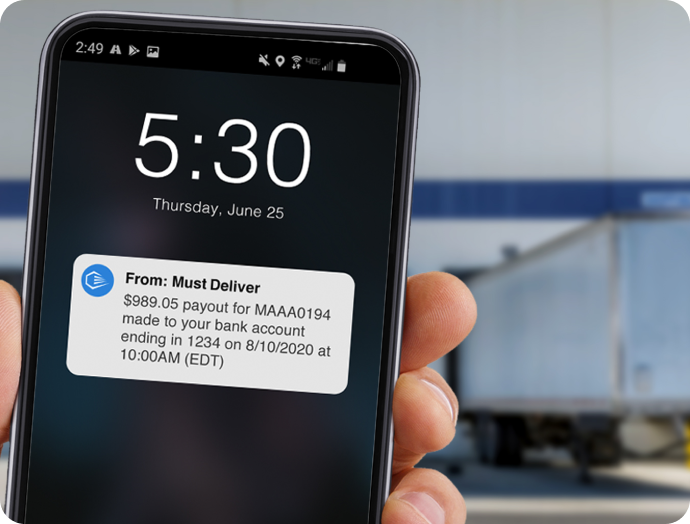 2:49
5:30
Thursday, June 25
From: Must Deliver
$989.05 payout for MAAA0194
made to your bank account
ending in 1234 on 8/10/2020 at
10:00AM (EDT)